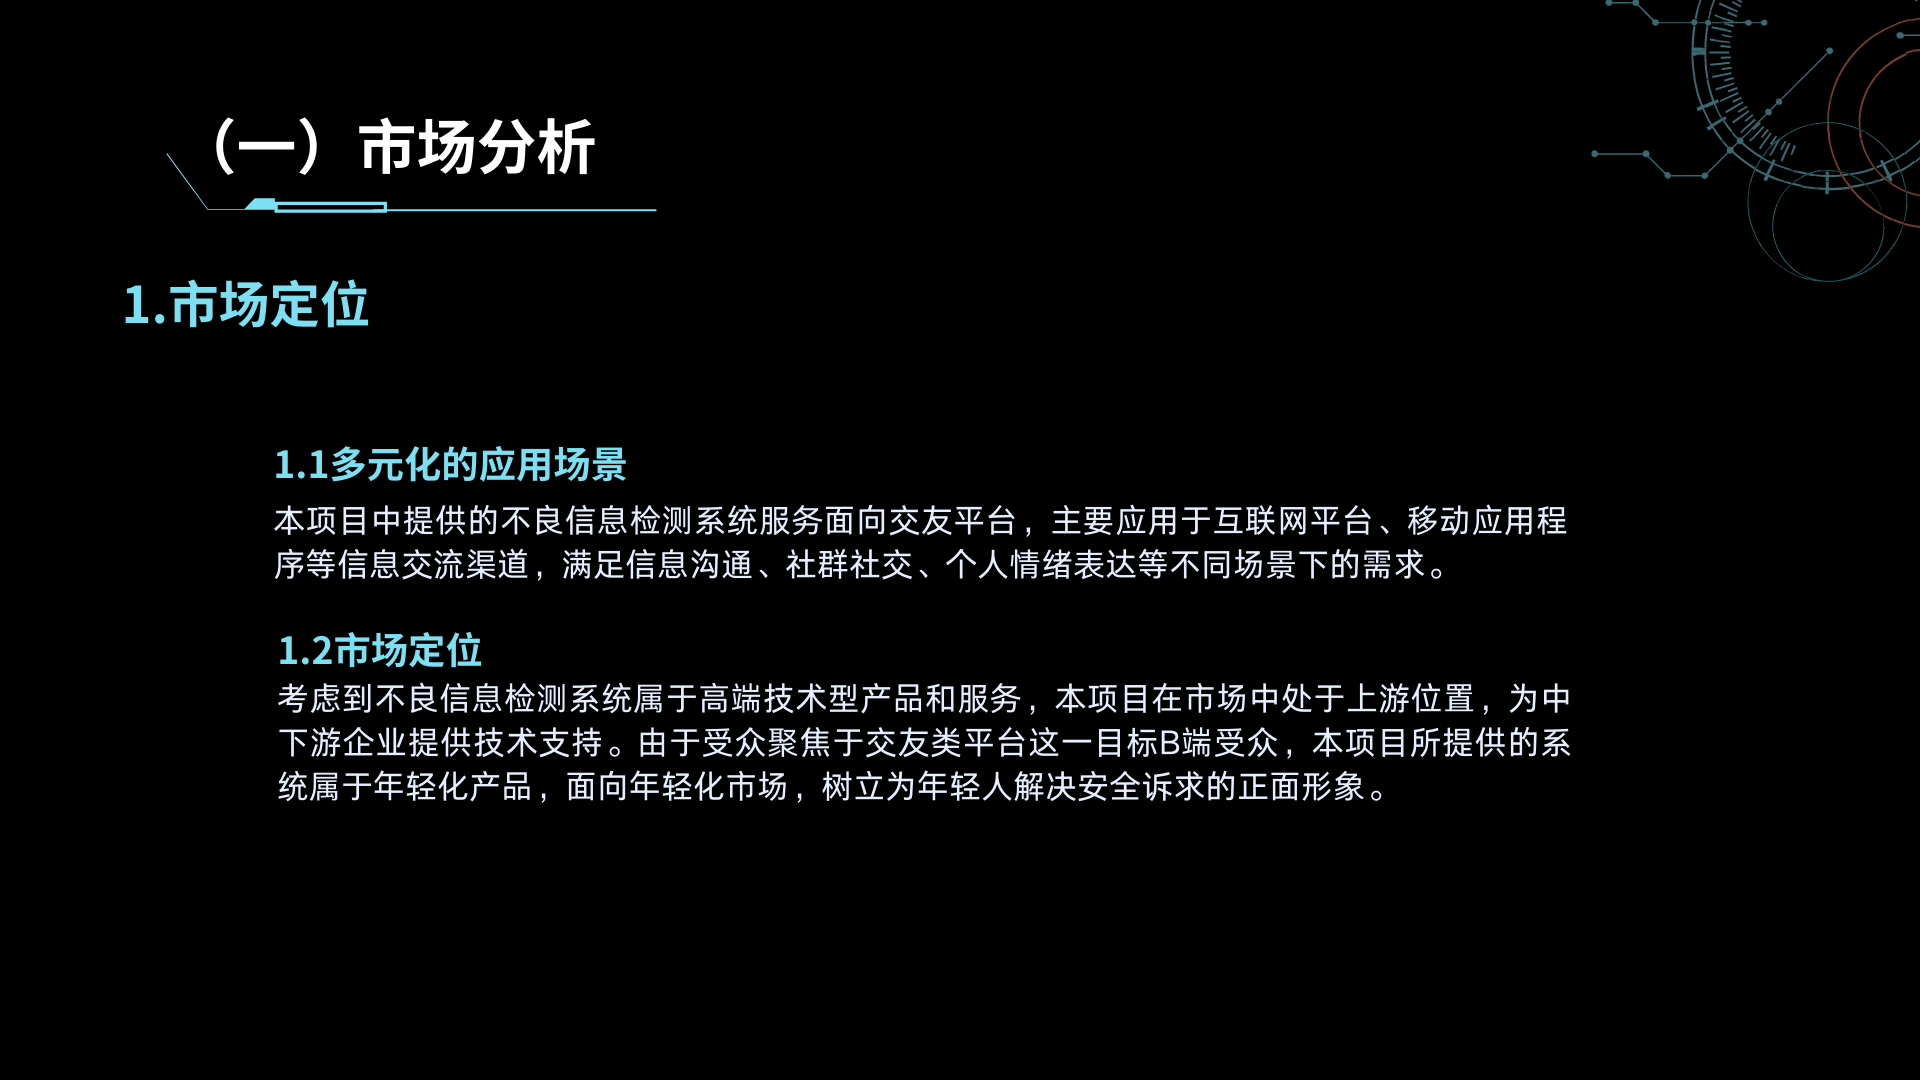 （一）市场分析
1.市场定位
1.1多元化的应用场景
本项目中提供的不良信息检测系统服务面向交友平台，主要应用于互联网平台、移动应用程
序等信息交流渠道，满足信息沟通、社群社交、个人情绪表达等不同场景下的需求。
1.2市场定位
考虑到不良信息检测系统属于高端技术型产品和服务，本项目在市场中处于上游位置，为中
下游企业提供技术支持。由于受众聚焦于交友类平台这一目标B端受众，本项目所提供的系
统属于年轻化产品，面向年轻化市场，树立为年轻人解决安全诉求的正面形象。